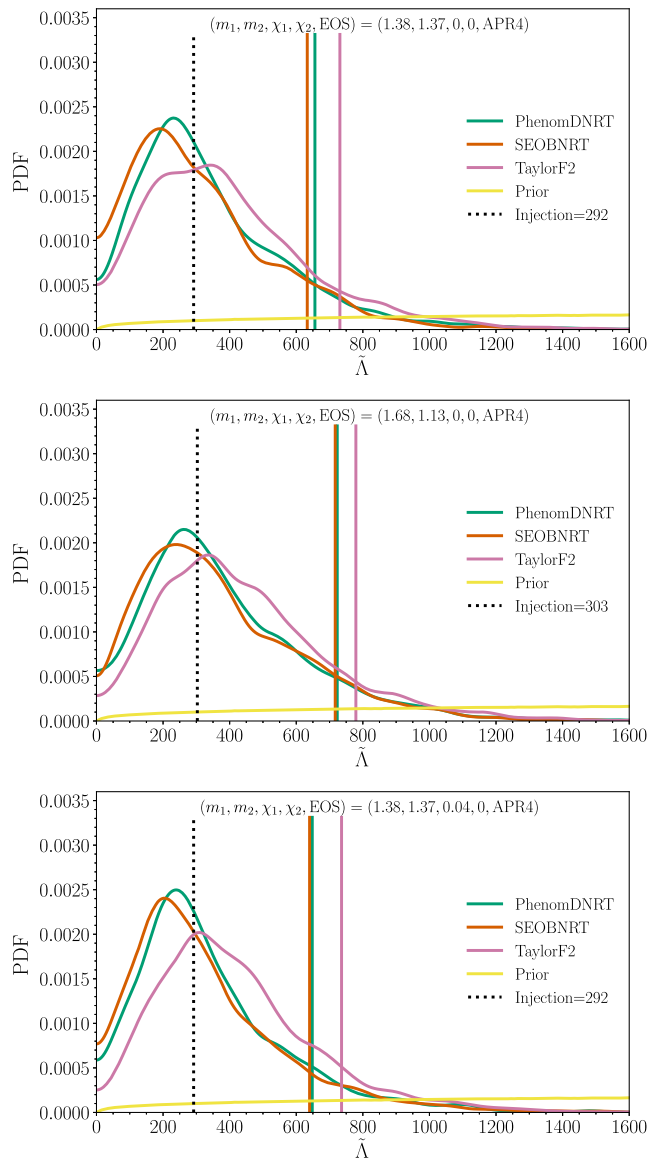 (m₁, m₂, χ₁, χ₂, EOS) = (1.38, 1.37, 0, 0, APR4)
0.0035
0.0030
0.0025
0.0020
0.0015
0.0010
0.0005
0.0000
PDF
PhenomDNRT
SEOBNRT
TaylorF2
Prior
Injection=292
0 200 400 600 800 1000 1200 1400 1600
Λ̃
(m₁, m₂, χ₁, χ₂, EOS) = (1.68, 1.13, 0, 0, APR4)
0.0035
0.0030
0.0025
0.0020
0.0015
0.0010
0.0005
0.0000
PDF
PhenomDNRT
SEOBNRT
TaylorF2
Prior
Injection=303
0 200 400 600 800 1000 1200 1400 1600
Λ̃
(m₁, m₂, χ₁, χ₂, EOS) = (1.38, 1.37, 0.04, 0, APR4)
0.0035
0.0030
0.0025
0.0020
0.0015
0.0010
0.0005
0.0000
PDF
PhenomDNRT
SEOBNRT
TaylorF2
Prior
Injection=292
0 200 400 600 800 1000 1200 1400 1600
Λ̃